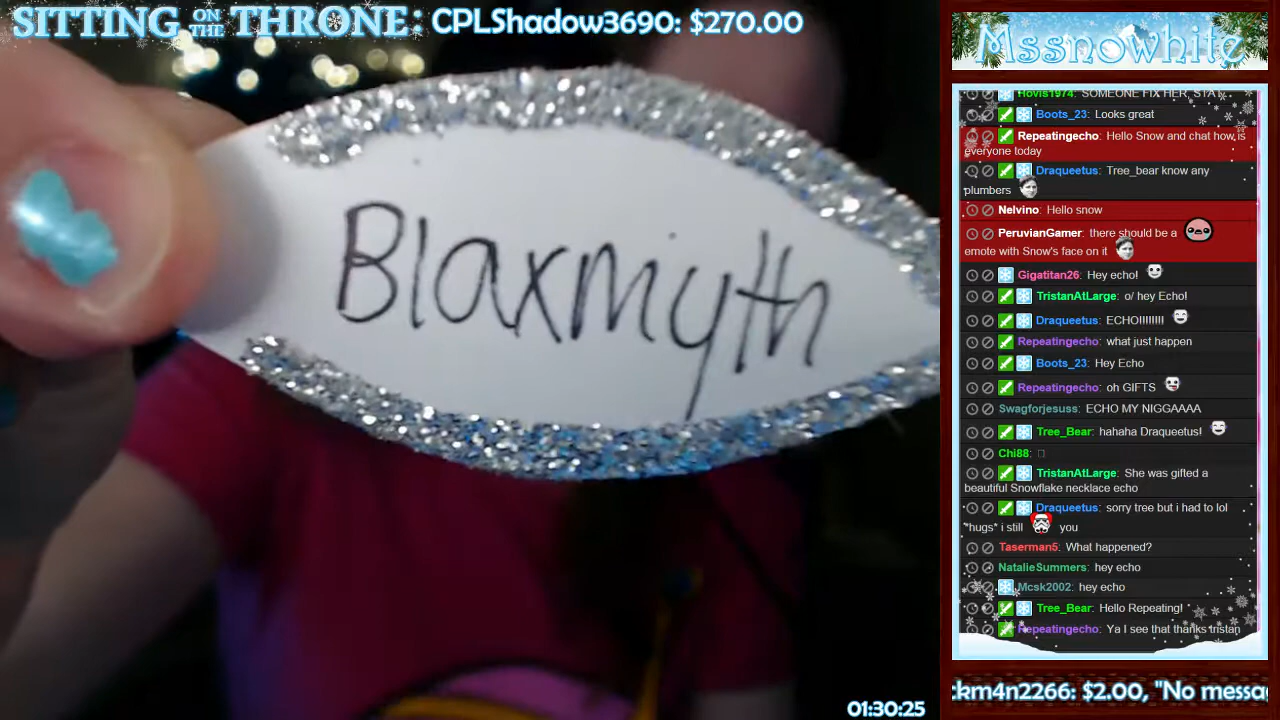 SITTING ON THE THRONE: CPLShadow3690: $270.00
Blaxmyth
01:30:25
Mssnowhite
Hovis1974: SOMEONE FIX HER, STAT
Boots_23: Looks great
Repeatingecho: Hello Snow and chat how is
everyone today
Draqueetus: Tree_bear know any
plumbers
Nelvino: Hello snow
PeruvianGamer: there should be a
emote with Snow's face on it
Gigatitan26: Hey echo!
TristanAtLarge: o/ hey Echo!
Draqueetus: ECHO!!!!!!!!
Repeatingecho: what just happen
Boots_23: Hey Echo
Repeatingecho: oh GIFTS
Swagforjesuss: ECHO MY NIGGAAAA
Tree_Bear: hahaha Draqueetus!
Chi88:
TristanAtLarge: She was gifted a
beautiful Snowflake necklace echo
Draqueetus: sorry tree but i had to lol
*hugs* i still you
Taserman5: What happened?
NatalieSummers: hey echo
Mcsk2002: hey echo
Tree_Bear: Hello Repeating!
Repeatingecho: Ya I see that thanks tristan
ckm4n2266: $2.00, "No messa